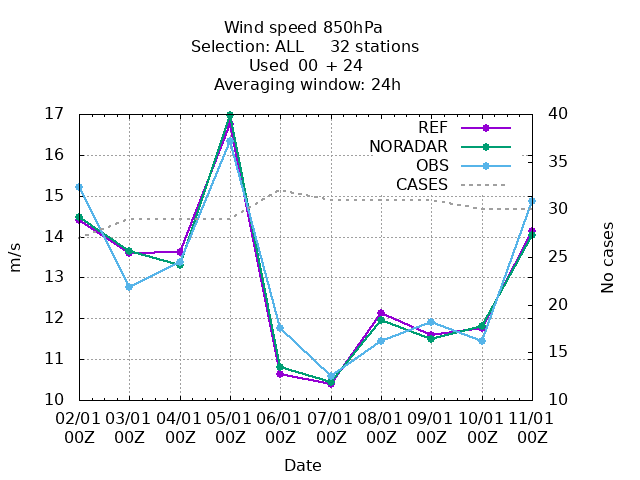 Wind speed 850hPa
Selection: ALL     32 stations
Used  00 + 24
Averaging window: 24h
17
16
15
14
13
12
11
10
m/s
40
35
30
25
20
15
10
No cases
REF
NORADAR
OBS
CASES
02/01 03/01 04/01 05/01 06/01 07/01 08/01 09/01 10/01 11/01
00Z 00Z 00Z 00Z 00Z 00Z 00Z 00Z 00Z 00Z
Date